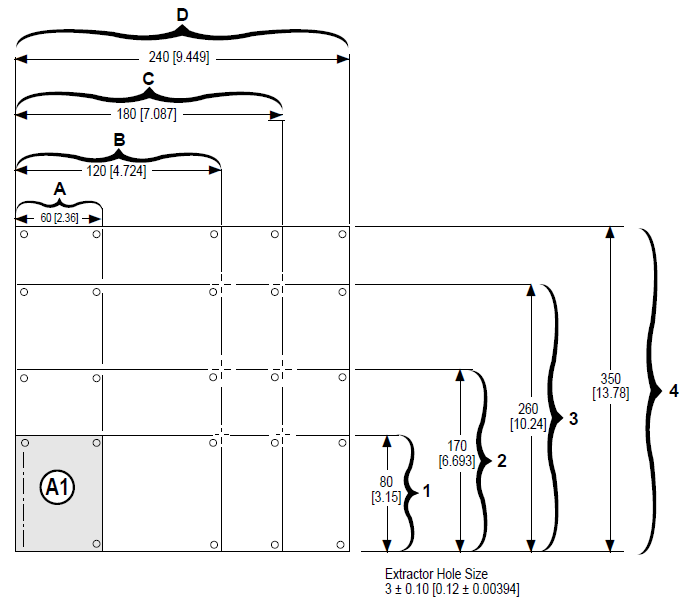 D
240 [9.449]
C
180 [7.087]
B
120 [4.724]
A
60 [2.36]
350
[13.78]
4
260
[10.24]
3
170
[6.693]
2
80
[3.15]
1
A1
Extractor Hole Size
3 ± 0.10 [0.12 ± 0.00394]